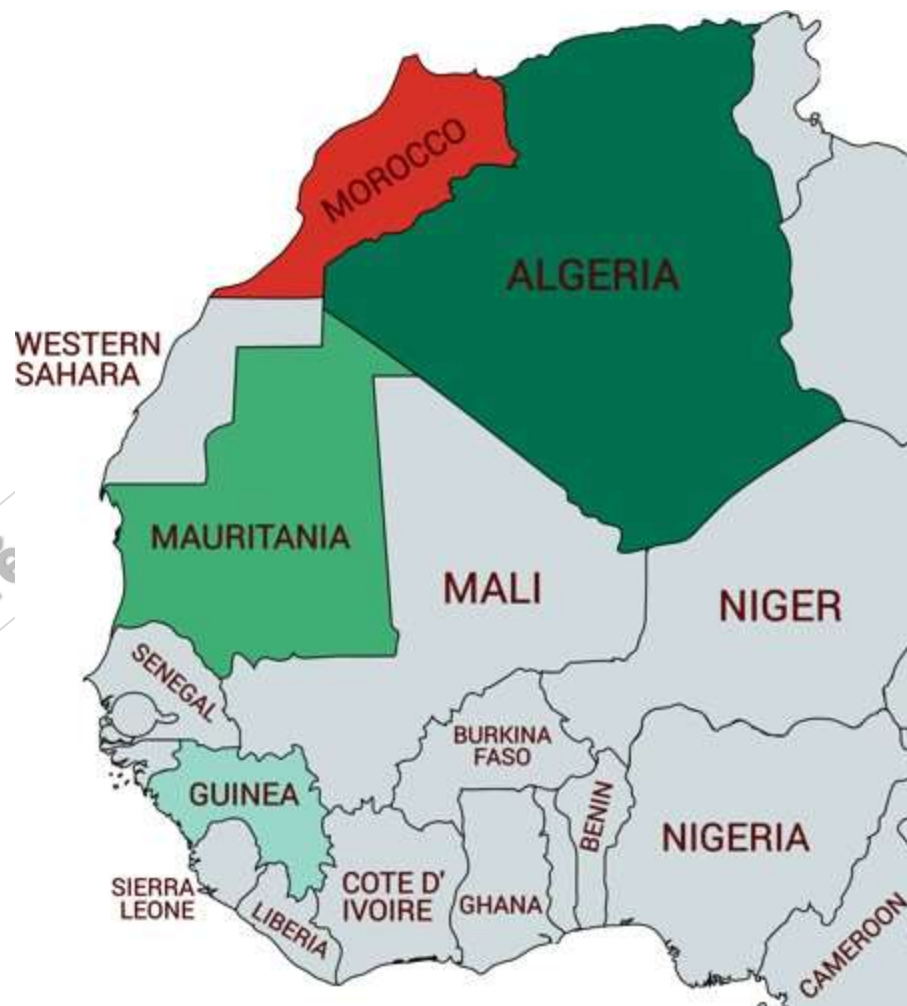 MOROCCO
ALGERIA
WESTERN
SAHARA
MAURITANIA
MALI
NIGER
SENEGAL
BURKINA
FASO
GUINEA
BENIN
NIGERIA
SIERRA
LEONE
COTE D'
IVOIRE
GHANA
LIBERIA
CAMEROON